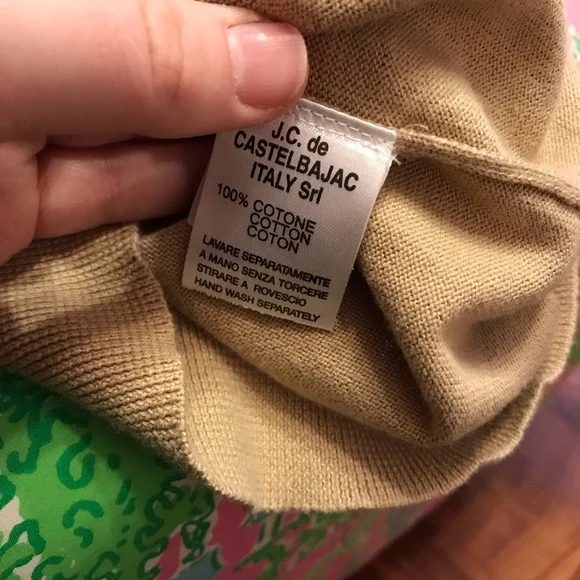 J.C. de
CASTELBAJAC
ITALY Srl
100% COTONE
COTTON
COTON
LAVARE SEPARATAMENTE
A MANO SENZA TORCERE
STIRARE A ROVESCIO
HAND WASH SEPARATELY